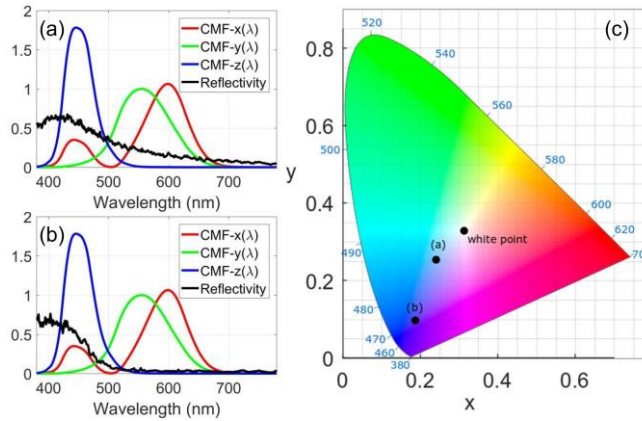 (a)
CMF-x(λ)
CMF-y(λ)
CMF-z(λ)
Reflectivity
2
1.5
1
0.5
0
400 500 600 700
Wavelength (nm)
(b)
CMF-x(λ)
CMF-y(λ)
CMF-z(λ)
Reflectivity
2
1.5
1
0.5
0
400 500 600 700
Wavelength (nm)
(c)
y
0.8
0.6
0.4
0.2
0
0 0.2 0.4 0.6
x
520
540
560
580
600
620
500
490
480
470
460
380
white point
(a)
(b)